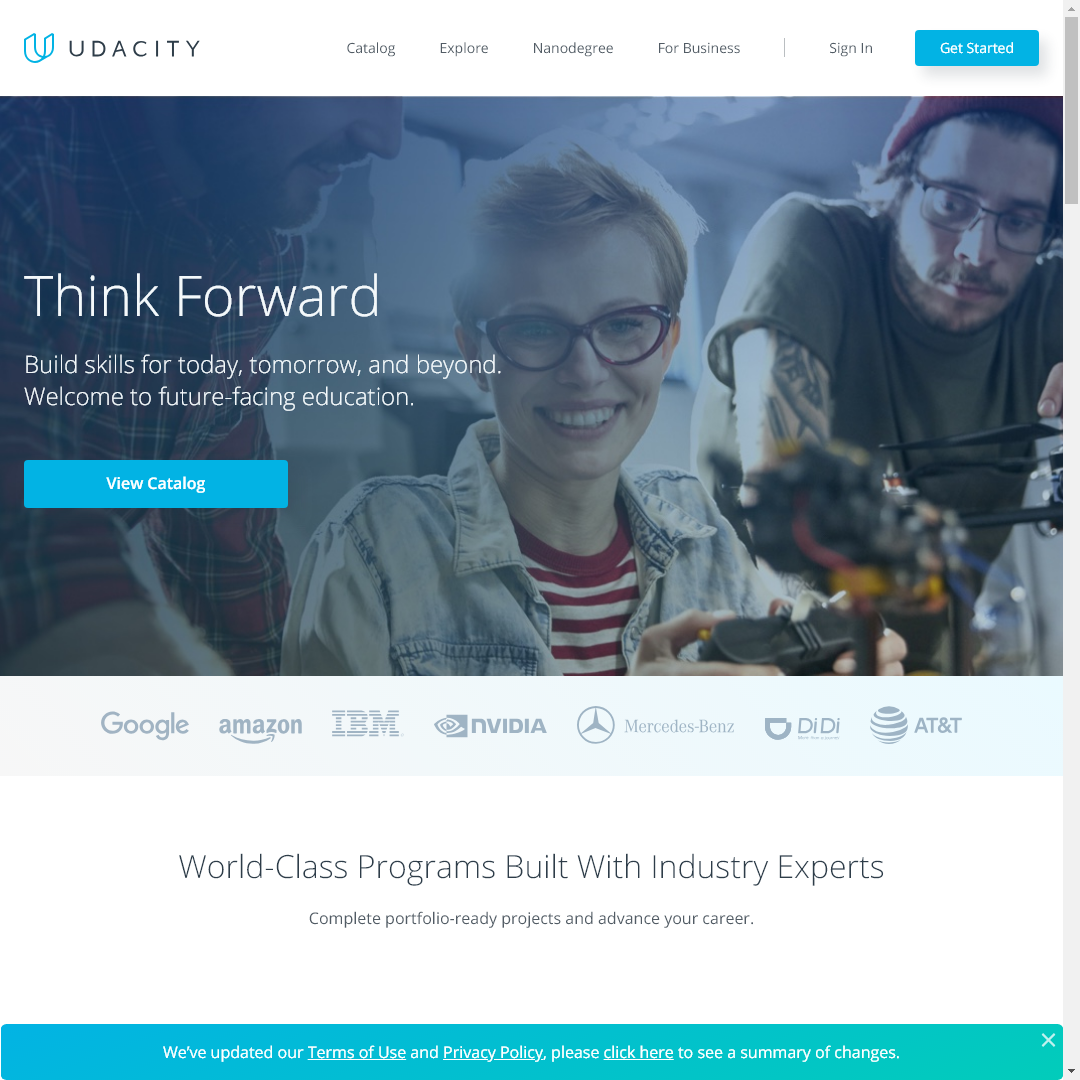 UDACITY
Catalog
Explore
Nanodegree
For Business
Sign In
Get Started
Think Forward
Build skills for today, tomorrow, and beyond.
Welcome to future-facing education.
View Catalog
Google
amazon
IBM
NVIDIA
Mercedes-Benz
DiDi
AT&T
World-Class Programs Built With Industry Experts
Complete portfolio-ready projects and advance your career.
We've updated our Terms of Use and Privacy Policy, please click here to see a summary of changes.